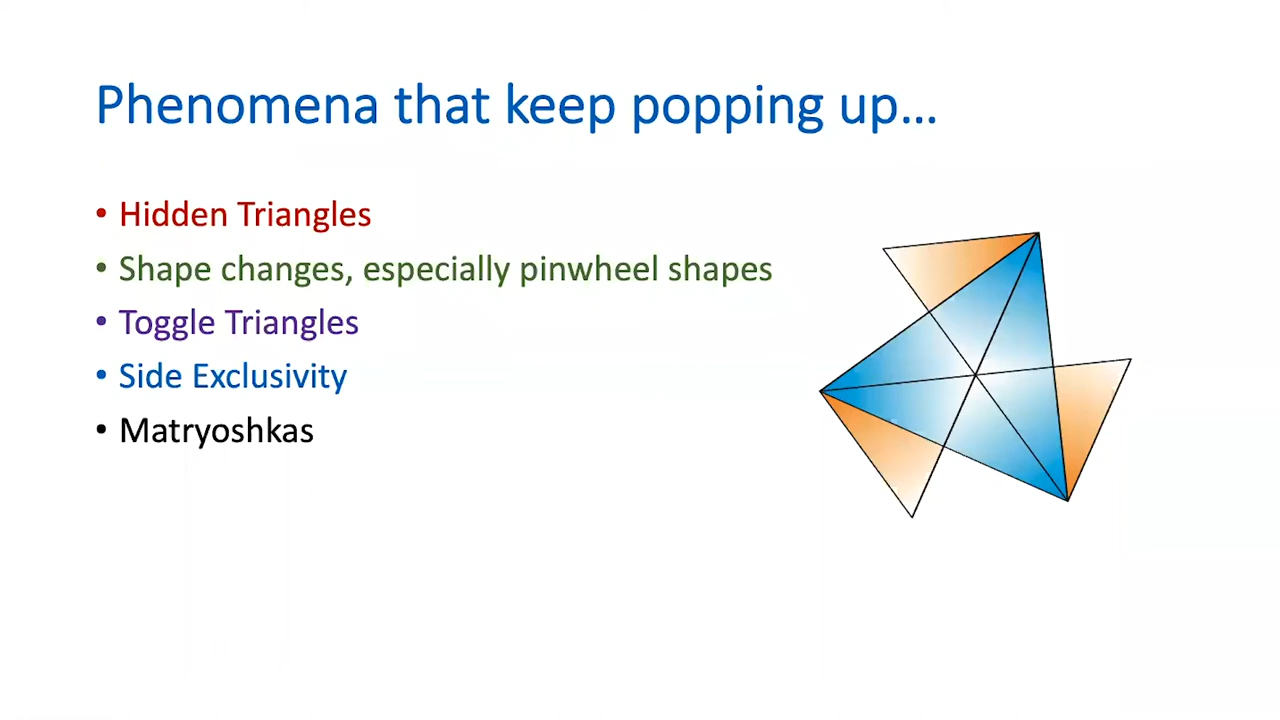 Phenomena that keep popping up…
• Hidden Triangles
• Shape changes, especially pinwheel shapes
• Toggle Triangles
• Side Exclusivity
• Matryoshkas